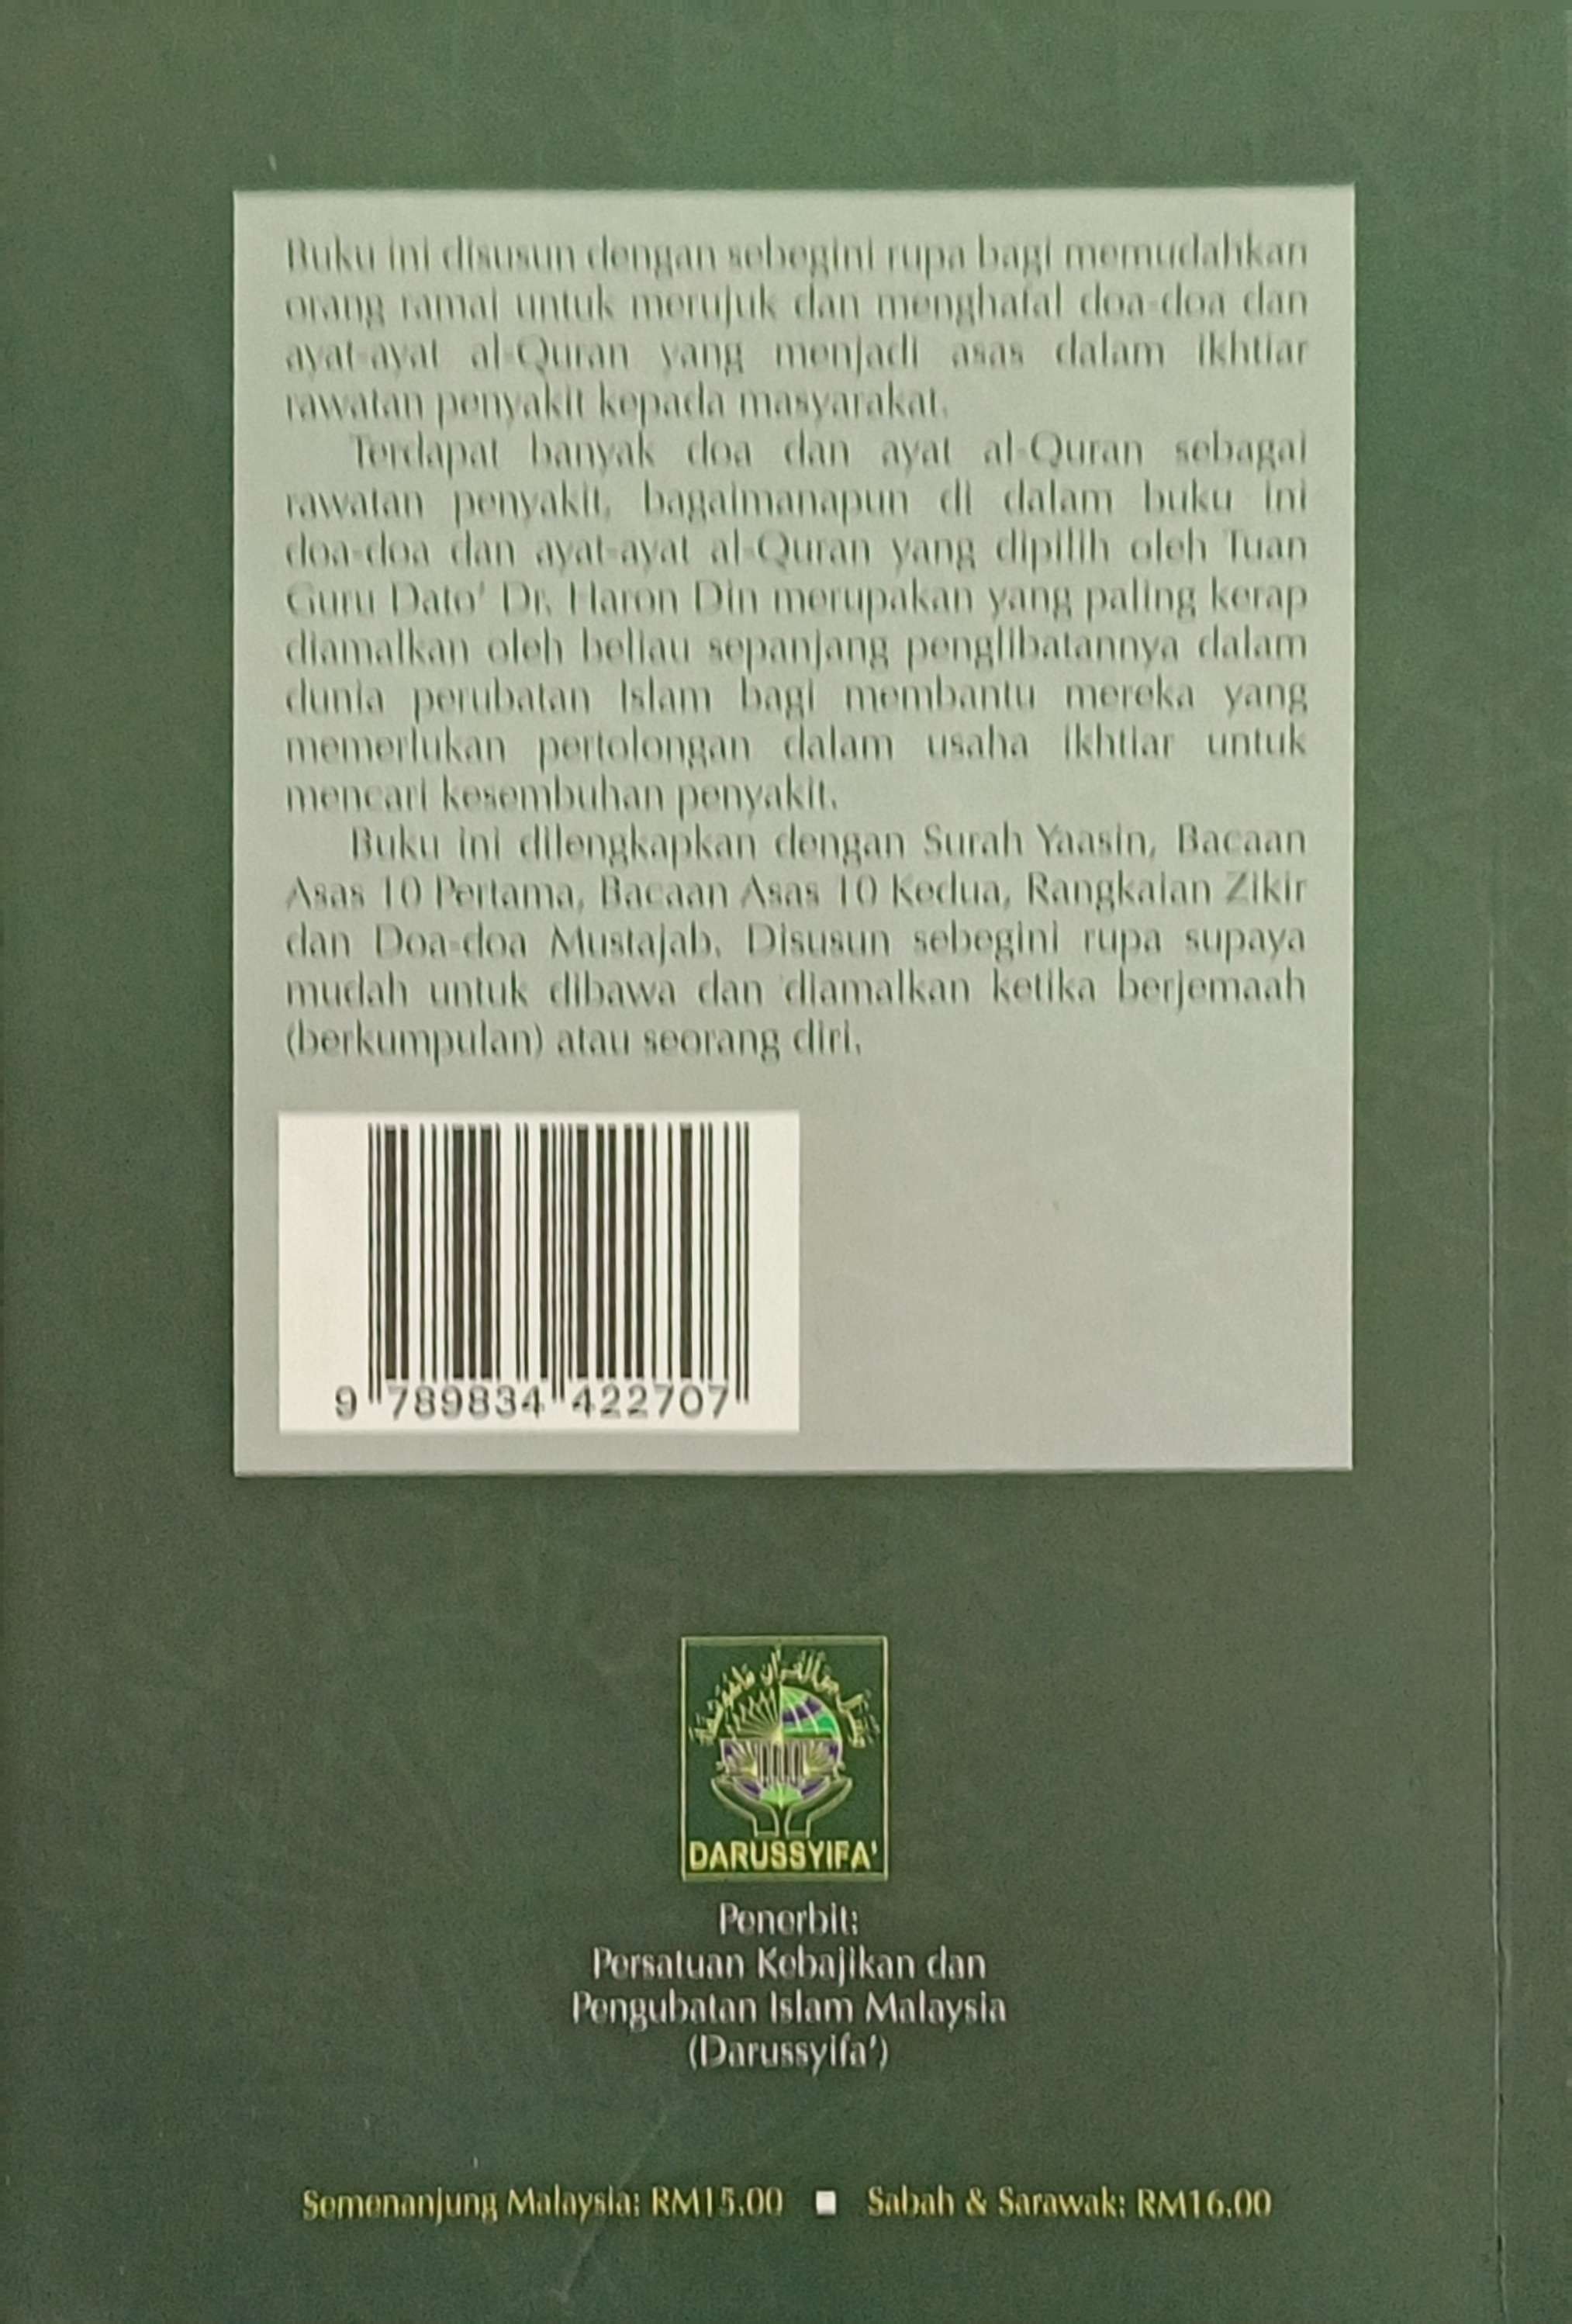 Buku ini disusun dengan sebegini rupa bagi memudahkan
orang ramai untuk merujuk dan menghafal doa-doa dan
ayat-ayat al-Quran yang menjadi asas dalam ikhtiar
rawatan penyakit kepada masyarakat.
Terdapat banyak doa dan ayat al-Quran sebagai
rawatan penyakit, bagaimanapun di dalam buku ini
doa-doa dan ayat-ayat al-Quran yang dipilih oleh Tuan
Guru Dato' Dr. Haron Din merupakan yang paling kerap
diamalkan oleh beliau sepanjang penglibatannya dalam
dunia perubatan Islam bagi membantu mereka yang
memerlukan pertolongan dalam usaha ikhtiar untuk
mencari kesembuhan penyakit.
Buku ini dilengkapkan dengan Surah Yaasin, Bacaan
Asas 10 Pertama, Bacaan Asas 10 Kedua, Rangkaian Zikir
dan Doa-doa Mustajab. Disusun sebegini rupa supaya
mudah untuk dibawa dan diamalkan ketika berjemaah
(berkumpulan) atau seorang diri.
9 789834 422707
DARUSSYIFA'
Penerbit:
Persatuan Kebajikan dan
Pengubatan Islam Malaysia
(Darussyifa')
Semenanjung Malaysia: RM15.00 ■ Sabah & Sarawak: RM16.00